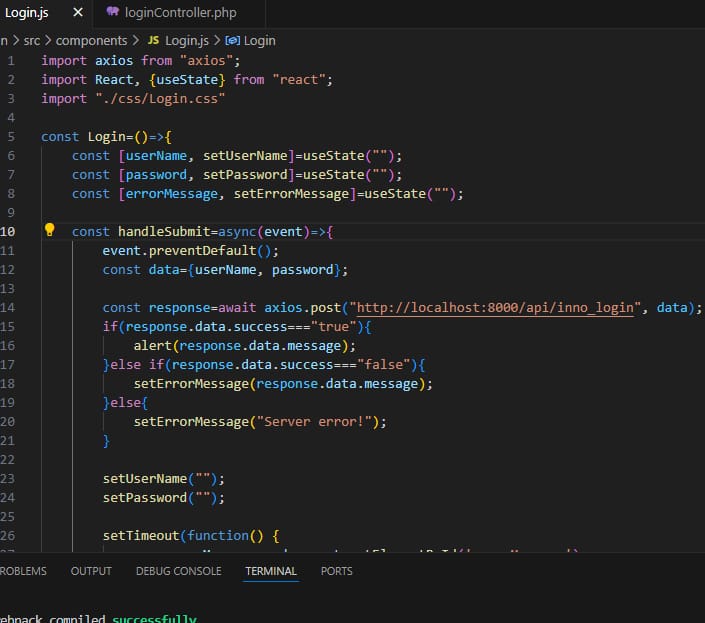 Login.js × loginController.php
n > src > components > JS Login.js > Login
1 import axios from "axios";
2 import React, {useState} from "react";
3 import "./css/Login.css"
4
5 const Login=()=>{
6 const [userName, setUserName]=useState("");
7 const [password, setPassword]=useState("");
8 const [errorMessage, setErrorMessage]=useState("");
9
10 const handleSubmit=async(event)=>{
11 event.preventDefault();
12 const data={userName, password};
13
14 const response=await axios.post("http://localhost:8000/api/inno_login", data);
15 if(response.data.success==="true"){
16 alert(response.data.message);
17 }else if(response.data.success==="false"){
18 setErrorMessage(response.data.message);
19 }else{
20 setErrorMessage("Server error!");
21 }
22
23 setUserName("");
24 setPassword("");
25
26 setTimeout(function() {
ROBLEMS OUTPUT DEBUG CONSOLE TERMINAL PORTS
compiled successfully